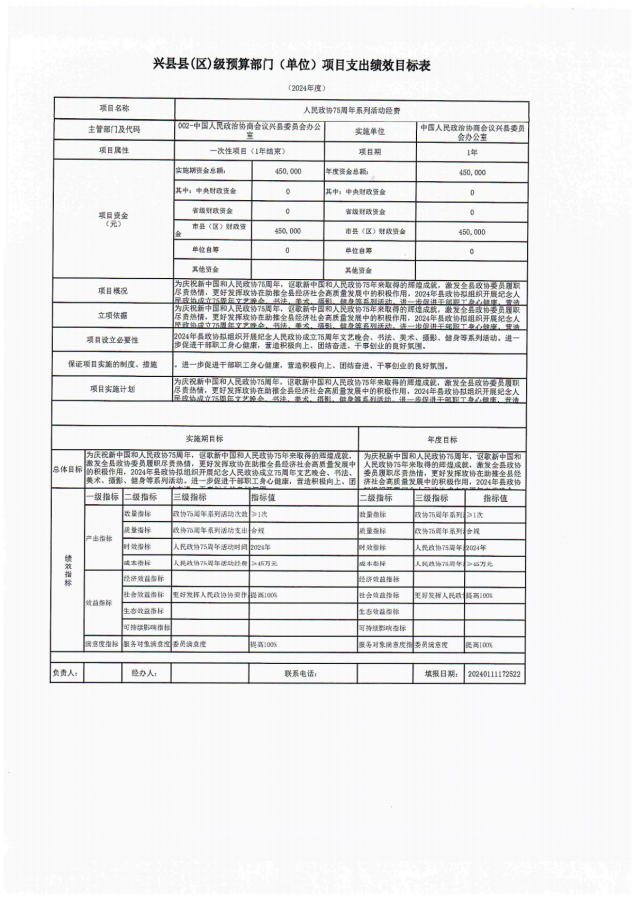 兴县县(区)级预算部门（单位）项目支出绩效目标表
（2024年度）
项目名称 人民政协75周年系列活动经费
主管部门及代码 002-中国人民政治协商会议兴县委员会办公室 实施单位 中国人民政治协商会议兴县委员会办公室
项目属性 一次性项目（1年结束） 项目期 1年
项目资金（元） 实施期资金总额： 450,000 年度资金总额： 450,000
其中：中央财政资金 0 其中：中央财政资金 0
省级财政资金 0 省级财政资金 0
市县（区）财政资金 450,000 市县（区）财政资金 450,000
单位自筹 0 单位自筹 0
其他资金 其他资金
项目概况 为庆祝新中国和人民政协75周年，讴歌新中国和人民政协75年来取得的辉煌成就，激发全县政协委员履职
尽责热情，更好发挥政协在助推全县经济社会高质量发展中的积极作用，2024年县政协拟组织开展纪念人
民政协成立75周年文艺晚会、书法、美术、摄影、健身等系列活动，进一步促进干部职工身心健康，营造
立项依据 为庆祝新中国和人民政协75周年，讴歌新中国和人民政协75年来取得的辉煌成就，激发全县政协委员履职
尽责热情，更好发挥政协在助推全县经济社会高质量发展中的积极作用，2024年县政协拟组织开展纪念人
民政协成立75周年文艺晚会、书法、美术、摄影、健身等系列活动，进一步促进干部职工身心健康，营造
项目设立必要性 2024年县政协拟组织开展纪念人民政协成立75周年文艺晚会、书法、美术、摄影、健身等系列活动，进一
步促进干部职工身心健康，营造积极向上、团结奋进、干事创业的良好氛围。
保证项目实施的制度、措施 ，进一步促进干部职工身心健康，营造积极向上、团结奋进、干事创业的良好氛围。
项目实施计划 为庆祝新中国和人民政协75周年，讴歌新中国和人民政协75年来取得的辉煌成就，激发全县政协委员履职
尽责热情，更好发挥政协在助推全县经济社会高质量发展中的积极作用，2024年县政协拟组织开展纪念人
民政协成立75周年文艺晚会、书法、美术、摄影、健身等系列活动，进一步促进干部职工身心健康，营造
实施期目标 年度目标
总体目标 为庆祝新中国和人民政协75周年，讴歌新中国和人民政协75年来取得的辉煌成就，
激发全县政协委员履职尽责热情，更好发挥政协在助推全县经济社会高质量发展中
的积极作用，2024年县政协拟组织开展纪念人民政协成立75周年文艺晚会、书法、
美术、摄影、健身等系列活动，进一步促进干部职工身心健康，营造积极向上、团
为庆祝新中国和人民政协75周年，讴歌新中国和
人民政协75年来取得的辉煌成就，激发全县政协
委员履职尽责热情，更好发挥政协在助推全县经
济社会高质量发展中的积极作用，2024年县政协
绩效指标 一级指标 二级指标 三级指标 指标值 二级指标 三级指标 指标值
产出指标 数量指标 政协75周年系列活动次数 ≥1次 数量指标 政协75周年系列 ≥1次
质量指标 政协75周年系列活动支出 合规 质量指标 政协75周年系列 合规
时效指标 人民政协75周年活动时间 2024年 时效指标 人民政协75周年 2024年
成本指标 人民政协75周年活动经费 ≥45万元 成本指标 人民政协75周年 ≥45万元
效益指标 经济效益指标 经济效益指标
社会效益指标 更好发挥人民政协协商作 提高100% 社会效益指标 更好发挥人民政 提高100%
生态效益指标 生态效益指标
可持续影响指标 可持续影响指标
满意度指标 服务对象满意度 委员满意度 提高100% 服务对象满意度指 委员满意度 提高100%
负责人： 经办人： 联系电话： 填报日期： 20240111172522